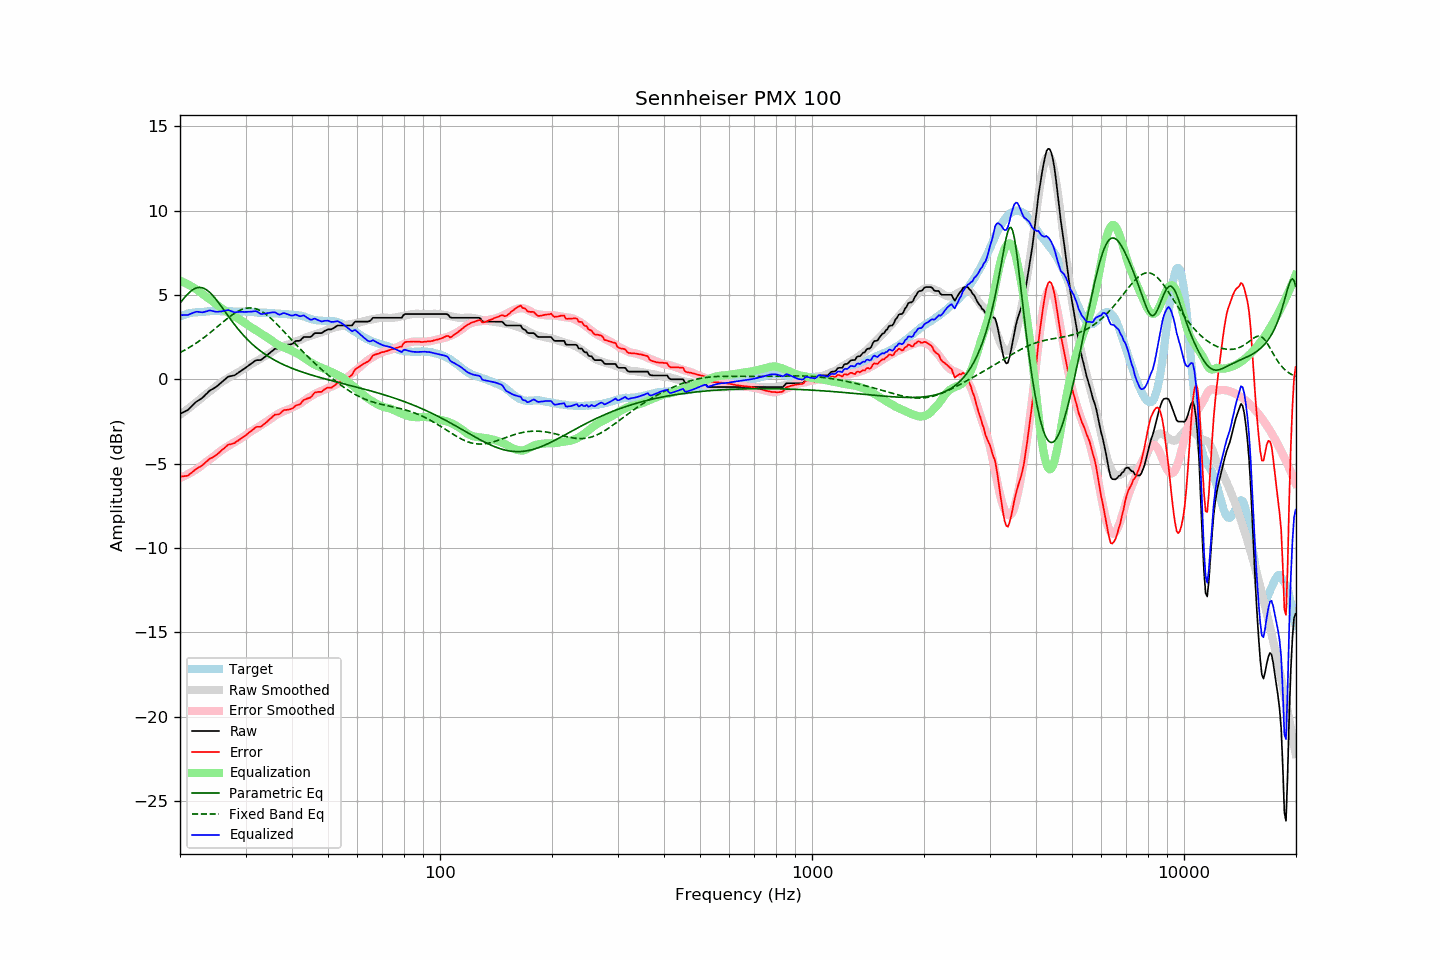 Sennheiser PMX 100
15
10
5
0
−5
−10
−15
−20
−25
Amplitude (dBr)
Target
Raw Smoothed
Error Smoothed
Raw
Error
Equalization
Parametric Eq
Fixed Band Eq
Equalized
100 1000 10000
Frequency (Hz)